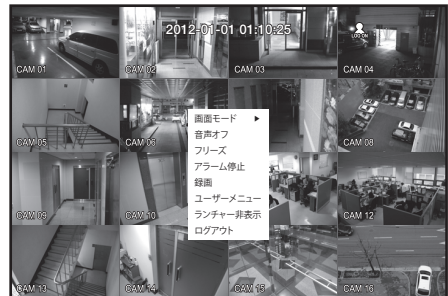 2012-01-01 01:10:25
LOG ON
CAM 01
CAM 02
CAM 03
CAM 04
画面モード ▶
音声オフ
フリーズ
アラーム停止
録画
ユーザーメニュー
ランチャー非表示
ログアウト
CAM 05
CAM 06
CAM 08
CAM 09
CAM 10
CAM 12
CAM 13
CAM 14
CAM 15
CAM 16